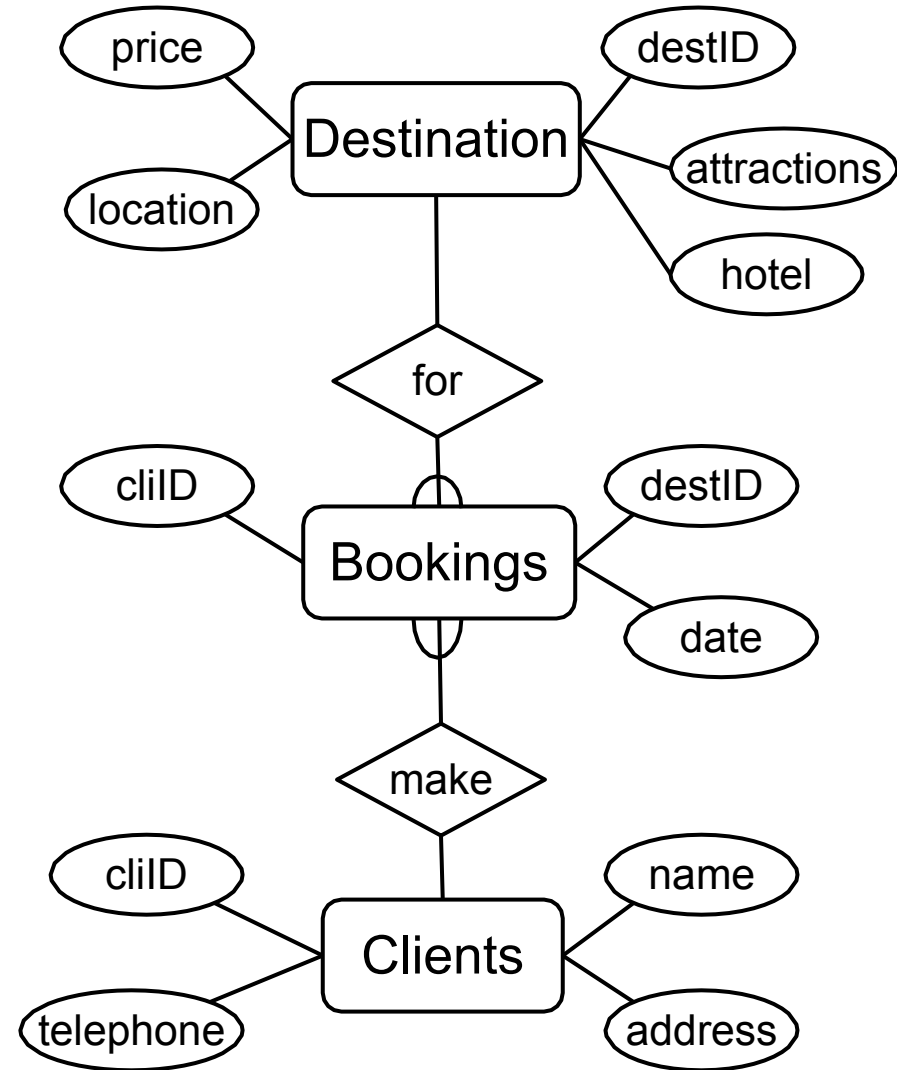 price
destID
Destination
attractions
location
hotel
for
cliID
destID
Bookings
date
make
cliID
name
Clients
telephone
address